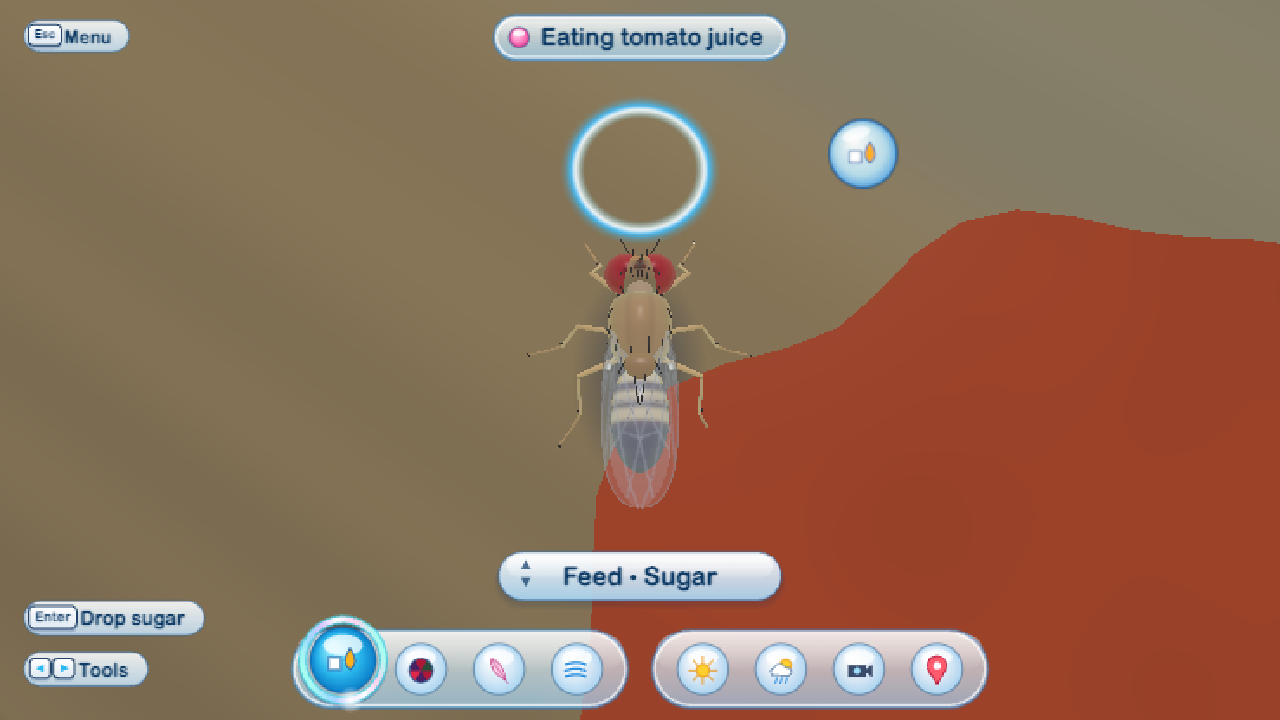 Esc Menu
Eating tomato juice
Feed • Sugar
Enter Drop sugar
Tools